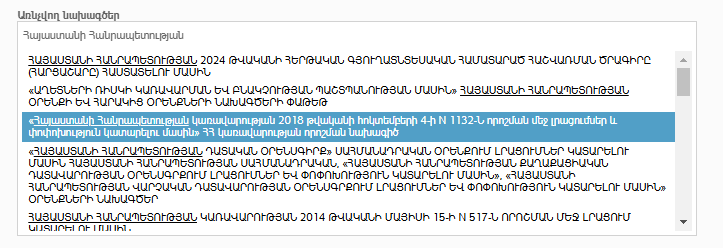 Առնչվող նախագծեր
Հայաստանի Հանրապետության
ՀԱՅԱՍՏԱՆԻ ՀԱՆՐԱՊԵՏՈՒԹՅԱՆ 2024 ԹՎԱԿԱՆԻ ՀԵՐԹԱԿԱՆ ԳՅՈՒՂԱՏՆՏԵՍԱԿԱՆ ՀԱՄԱՏԱՐԱԾ ՀԱՇՎԱՌՄԱՆ ԾՐԱԳԻՐԸ
(ՀԱՐՑԱՇԱՐԸ) ՀԱՍՏԱՏԵԼՈՒ ՄԱՍԻՆ
«ԱՂԵՏՆԵՐԻ ՌԻՍԿԻ ԿԱՌԱՎԱՐՄԱՆ ԵՎ ԲՆԱԿՉՈՒԹՅԱՆ ՊԱՇՏՊԱՆՈՒԹՅԱՆ ՄԱՍԻՆ» ՀԱՅԱՍՏԱՆԻ ՀԱՆՐԱՊԵՏՈՒԹՅԱՆ
ՕՐԵՆՔԻ ԵՎ ՀԱՐԱԿԻՑ ՕՐԵՆՔՆԵՐԻ ՆԱԽԱԳԾԵՐԻ ՓԱԹԵԹ
«Հայաստանի Հանրապետության կառավարության 2018 թվականի հոկտեմբերի 4-ի N 1132-Ն որոշման մեջ լրացումներ և
փոփոխություն կատարելու մասին» ՀՀ կառավարության որոշման նախագիծ
«ՀԱՅԱՍՏԱՆԻ ՀԱՆՐԱՊԵՏՈՒԹՅԱՆ ԴԱՏԱԿԱՆ ՕՐԵՆՍԳԻՐՔ» ՍԱՀՄԱՆԱԴՐԱԿԱՆ ՕՐԵՆՔՈՒՄ ԼՐԱՑՈՒՄՆԵՐ ԿԱՏԱՐԵԼՈՒ
ՄԱՍԻՆ ՀԱՅԱՍՏԱՆԻ ՀԱՆՐԱՊԵՏՈՒԹՅԱՆ ՍԱՀՄԱՆԱԴՐԱԿԱՆ, «ՀԱՅԱՍՏԱՆԻ ՀԱՆՐԱՊԵՏՈՒԹՅԱՆ ՔԱՂԱՔԱՑԻԱԿԱՆ
ԴԱՏԱՎԱՐՈՒԹՅԱՆ ՕՐԵՆՍԳՐՔՈՒՄ ԼՐԱՑՈՒՄՆԵՐ ԵՎ ՓՈՓՈԽՈՒԹՅՈՒՆ ԿԱՏԱՐԵԼՈՒ ՄԱՍԻՆ», «ՀԱՅԱՍՏԱՆԻ
ՀԱՆՐԱՊԵՏՈՒԹՅԱՆ ՎԱՐՉԱԿԱՆ ԴԱՏԱՎԱՐՈՒԹՅԱՆ ՕՐԵՆՍԳՐՔՈՒՄ ԼՐԱՑՈՒՄՆԵՐ ԵՎ ՓՈՓՈԽՈՒԹՅՈՒՆ ԿԱՏԱՐԵԼՈՒ ՄԱՍԻՆ»
ՕՐԵՆՔՆԵՐԻ ՆԱԽԱԳԾԵՐ
ՀԱՅԱՍՏԱՆԻ ՀԱՆՐԱՊԵՏՈՒԹՅԱՆ ԿԱՌԱՎԱՐՈՒԹՅԱՆ 2014 ԹՎԱԿԱՆԻ ՄԱՅԻՍԻ 15-Ի N 517-Ն ՈՐՈՇՄԱՆ ՄԵՋ ԼՐԱՑՈՒՄ
ԿԱՏԱՐԵԼՈՒ ՄԱՍԻՆ